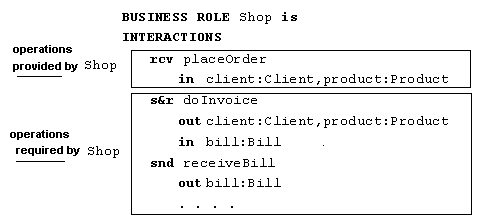 BUSINESS ROLE Shop is
INTERACTIONS
operations
provided by Shop
rcv placeOrder
in client:Client,product:Product
operations
required by Shop
s&r doInvoice
out client:Client,product:Product
in bill:Bill .
snd receiveBill
out bill:Bill
. . . .